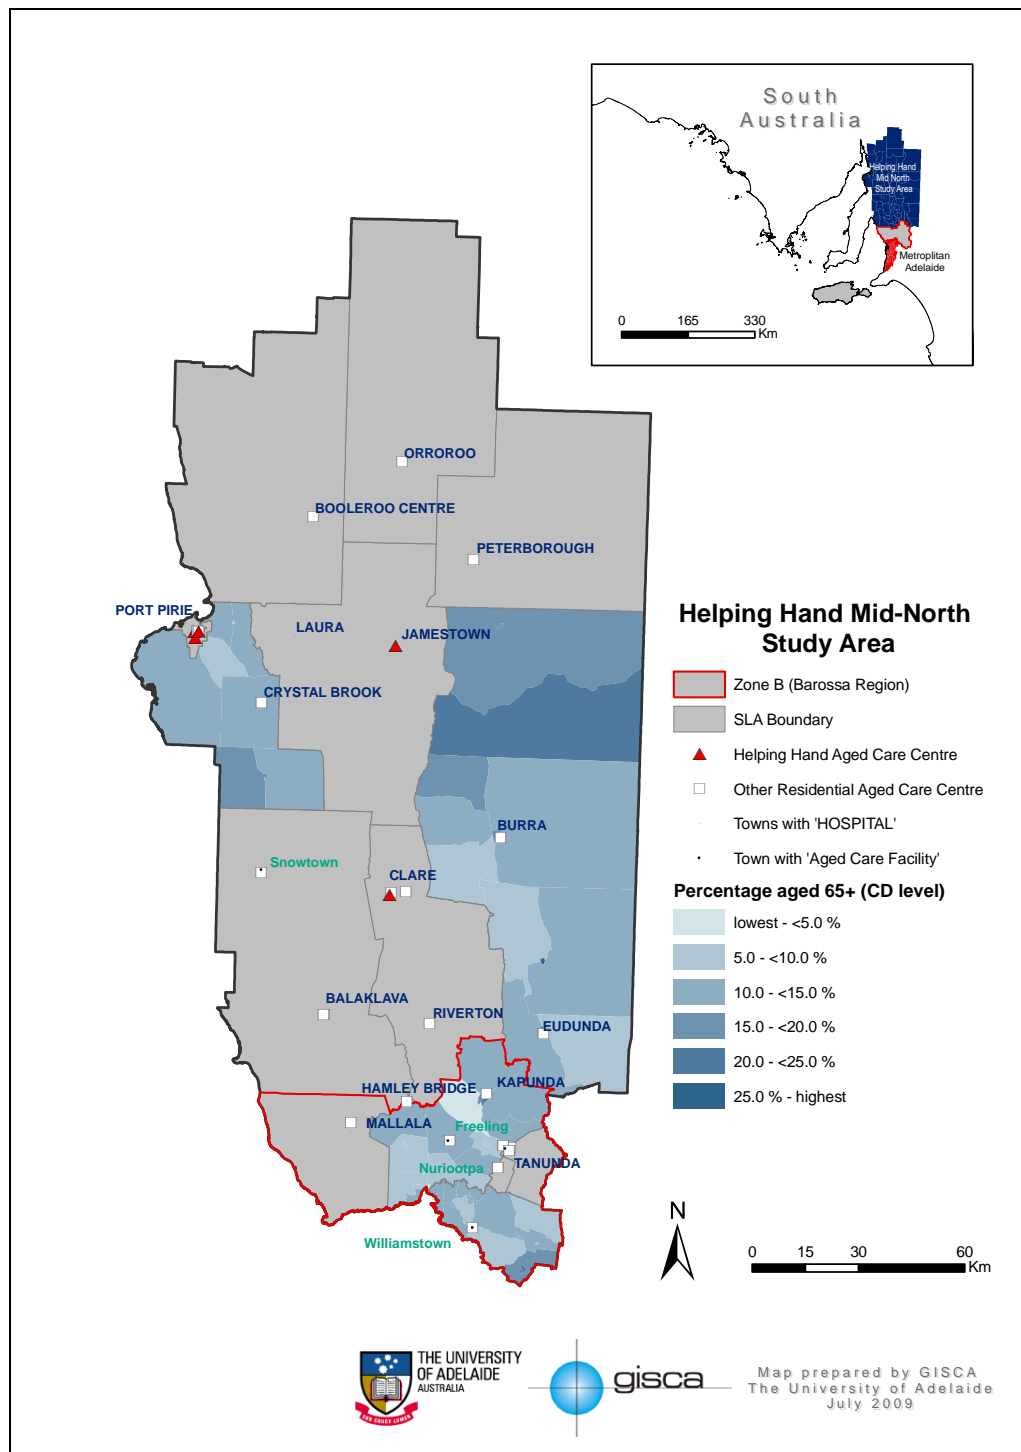 South
Australia
Helping Hand
Mid North
Study Area
Metroplitan
Adelaide
0 165 330
Km
ORROROO
BOOLEROO CENTRE
PETERBOROUGH
PORT PIRIE
LAURA
JAMESTOWN
CRYSTAL BROOK
BURRA
Snowtown
CLARE
BALAKLAVA
RIVERTON
EUDUNDA
HAMLEY BRIDGE
KAPUNDA
MALLALA
Freeling
Nuriootpa
TANUNDA
Williamstown
Helping Hand Mid-North
Study Area
Zone B (Barossa Region)
SLA Boundary
Helping Hand Aged Care Centre
Other Residential Aged Care Centre
Towns with 'HOSPITAL'
Town with 'Aged Care Facility'
Percentage aged 65+ (CD level)
lowest - <5.0 %
5.0 - <10.0 %
10.0 - <15.0 %
15.0 - <20.0 %
20.0 - <25.0 %
25.0 % - highest
N
0 15 30 60
Km
THE UNIVERSITY
OF ADELAIDE
AUSTRALIA
SUB CRUCE LUMEN
gisca
Map prepared by GISCA
The University of Adelaide
July 2009